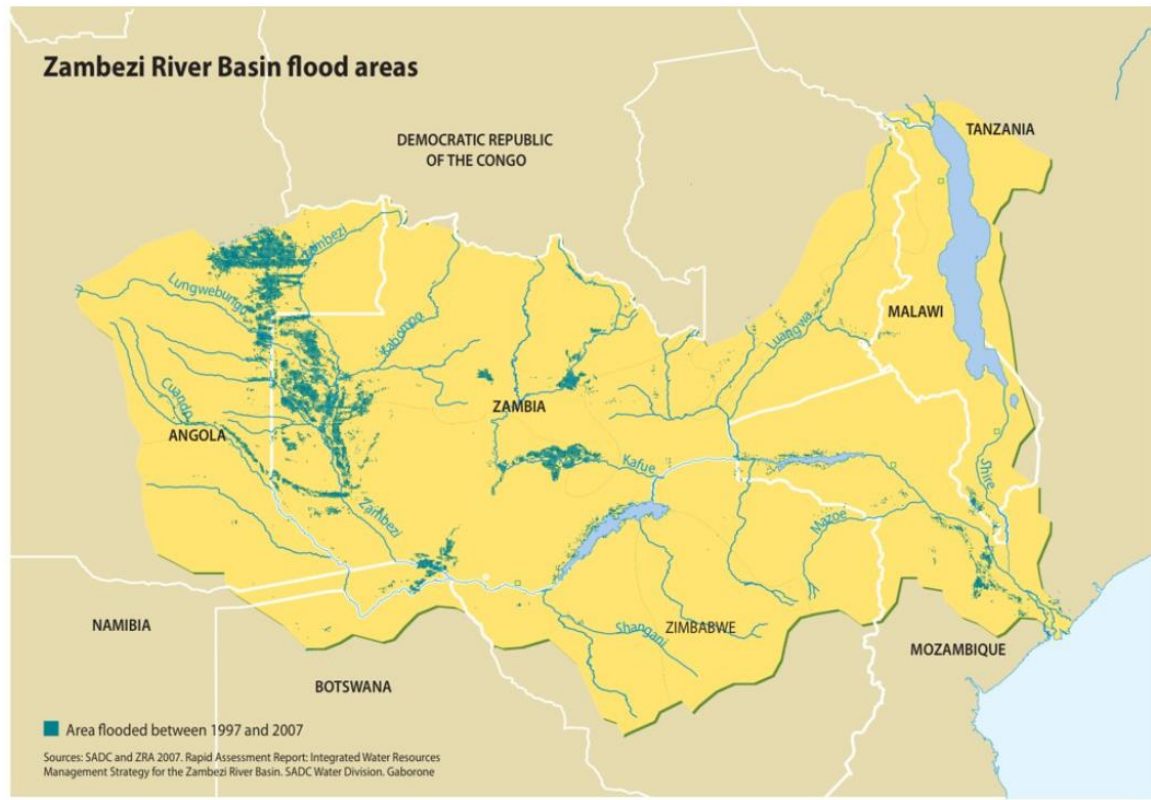 Zambezi River Basin flood areas
DEMOCRATIC REPUBLIC
OF THE CONGO
TANZANIA
Zambezi
Lungwebungu
MALAWI
Luangwa
Kabompo
Cuando
ZAMBIA
ANGOLA
Kafue
Shire
Zambezi
Mazoe
NAMIBIA
Shangani
ZIMBABWE
MOZAMBIQUE
BOTSWANA
Area flooded between 1997 and 2007
Sources: SADC and ZRA 2007. Rapid Assessment Report: Integrated Water Resources
Management Strategy for the Zambezi River Basin. SADC Water Division. Gaborone